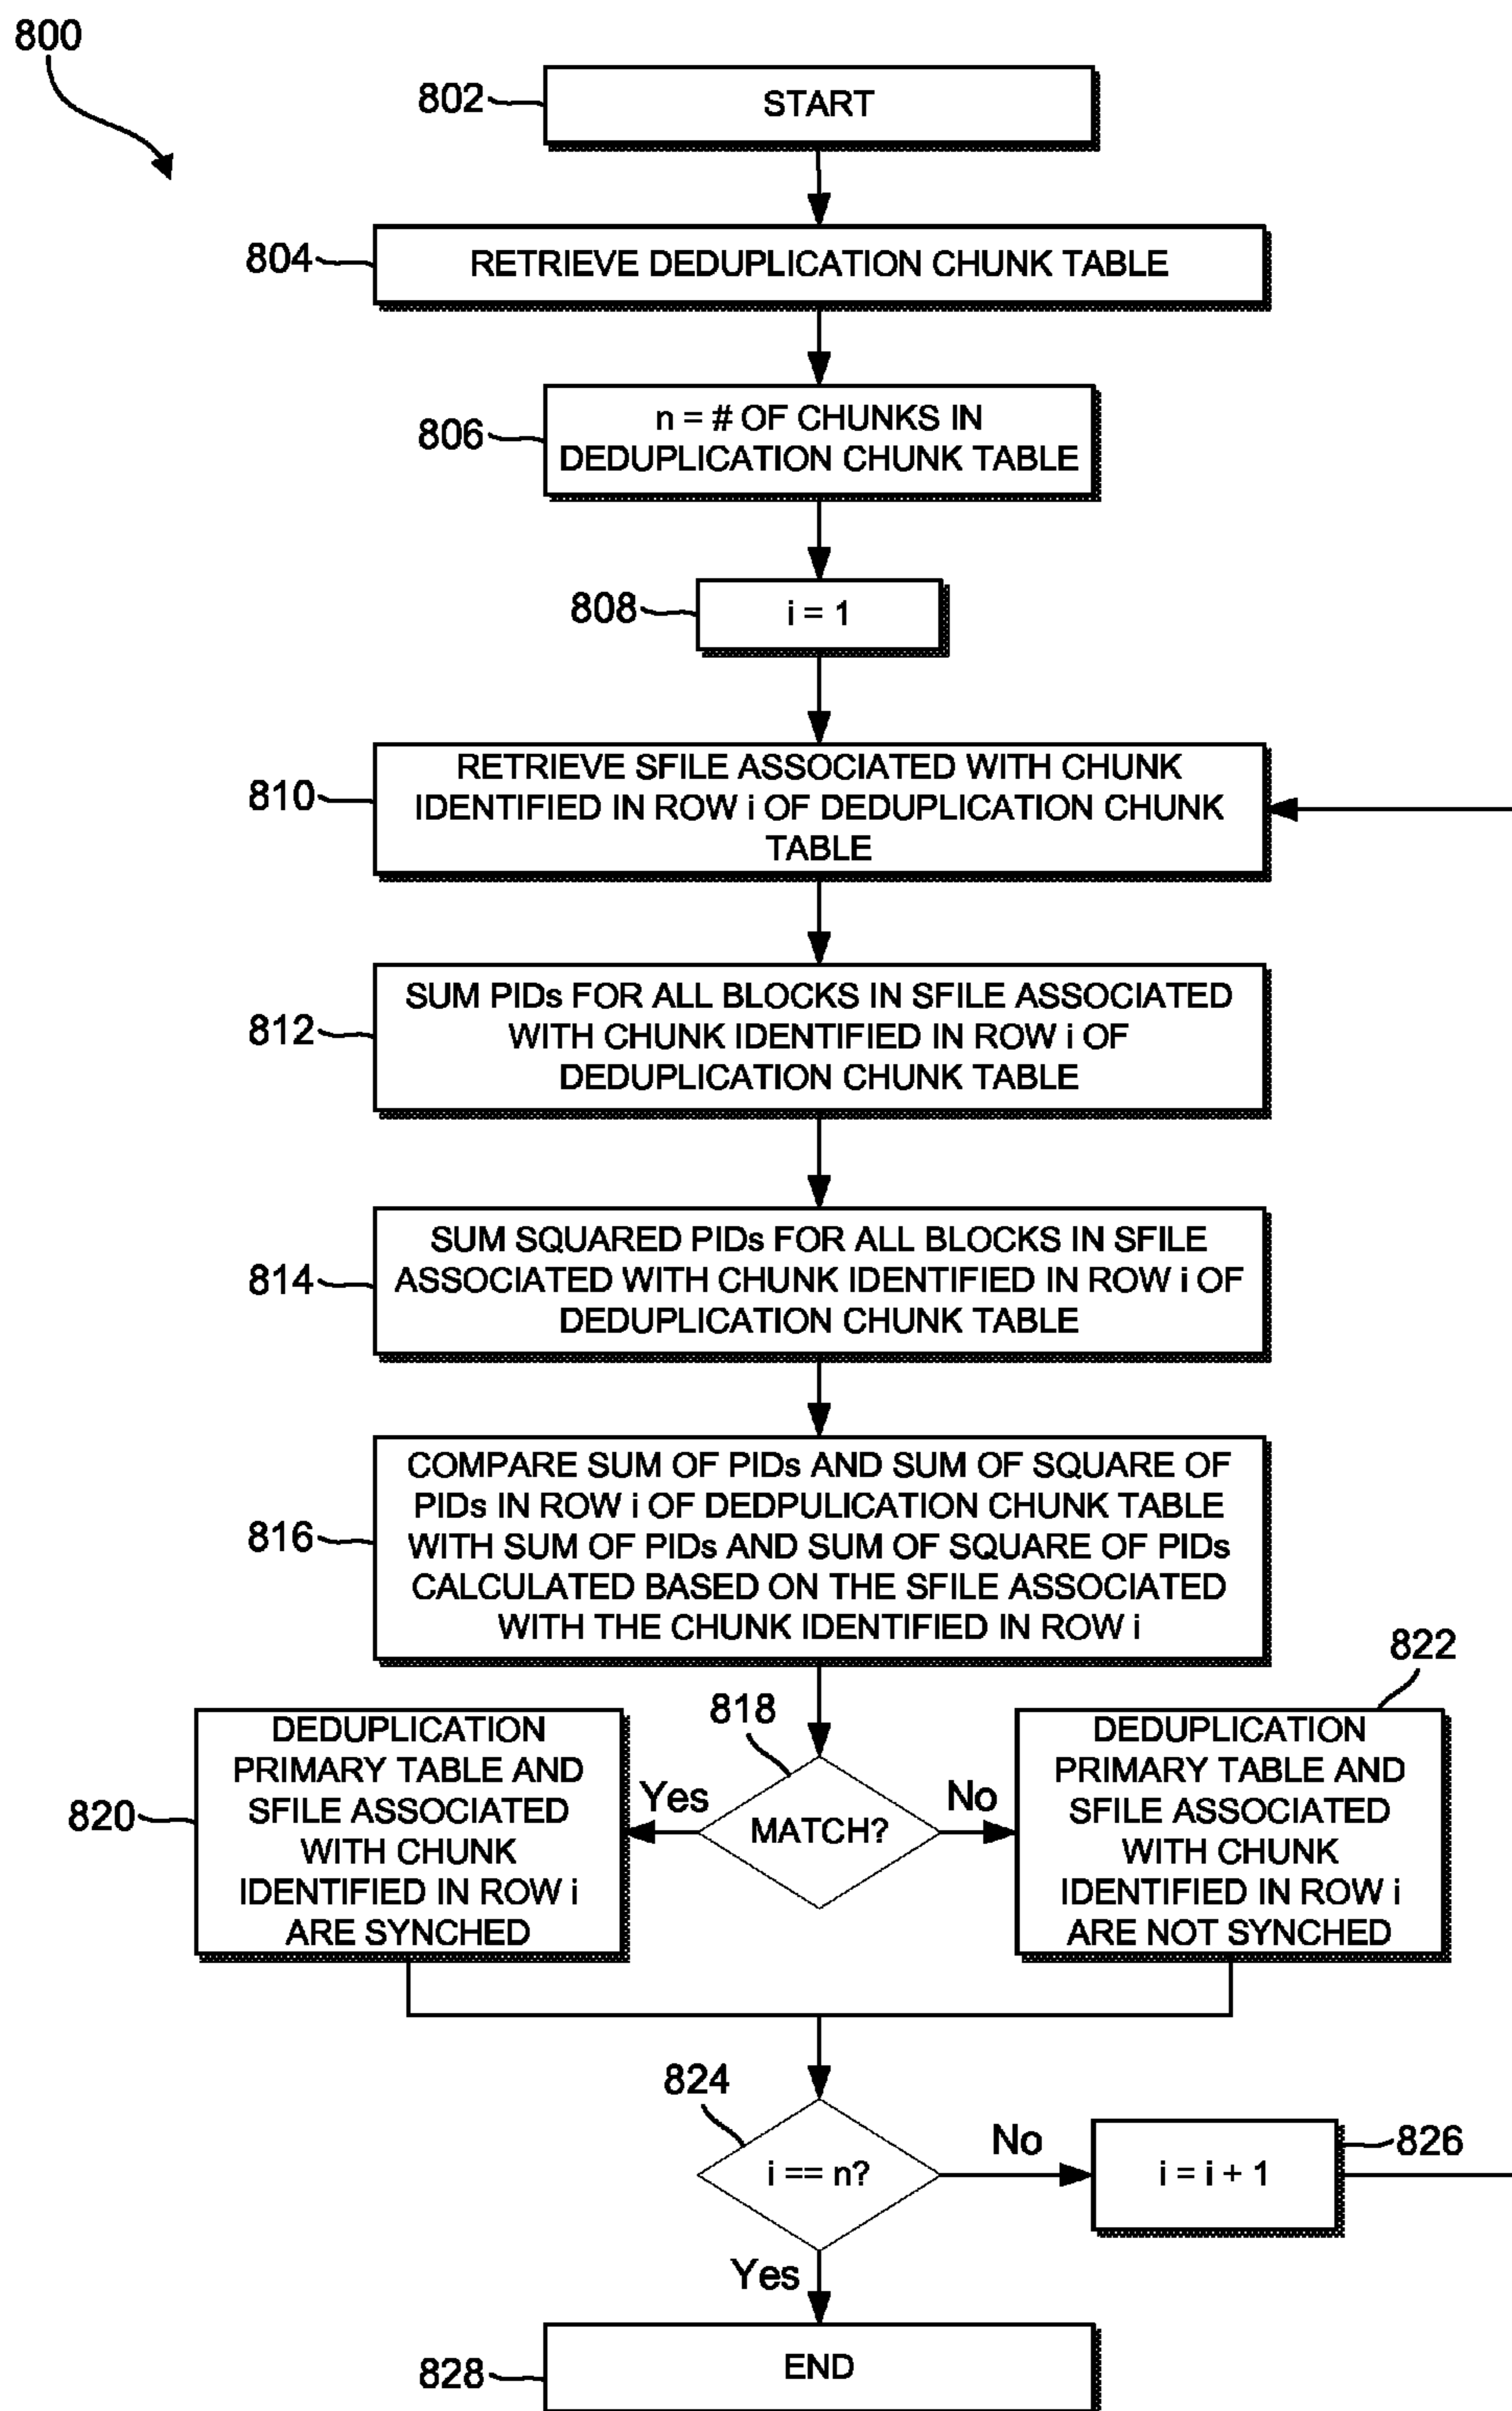 800
802
START
804
RETRIEVE DEDUPLICATION CHUNK TABLE
806
n = # OF CHUNKS IN
DEDUPLICATION CHUNK TABLE
808
i = 1
810
RETRIEVE SFILE ASSOCIATED WITH CHUNK
IDENTIFIED IN ROW i OF DEDUPLICATION CHUNK
TABLE
812
SUM PIDs FOR ALL BLOCKS IN SFILE ASSOCIATED
WITH CHUNK IDENTIFIED IN ROW i OF
DEDUPLICATION CHUNK TABLE
814
SUM SQUARED PIDs FOR ALL BLOCKS IN SFILE
ASSOCIATED WITH CHUNK IDENTIFIED IN ROW i OF
DEDUPLICATION CHUNK TABLE
816
COMPARE SUM OF PIDs AND SUM OF SQUARE OF
PIDs IN ROW i OF DEDPULICATION CHUNK TABLE
WITH SUM OF PIDs AND SUM OF SQUARE OF PIDs
CALCULATED BASED ON THE SFILE ASSOCIATED
WITH THE CHUNK IDENTIFIED IN ROW i
818
MATCH?
Yes
No
820
DEDUPLICATION
PRIMARY TABLE AND
SFILE ASSOCIATED
WITH CHUNK
IDENTIFIED IN ROW i
ARE SYNCHED
822
DEDUPLICATION
PRIMARY TABLE AND
SFILE ASSOCIATED
WITH CHUNK
IDENTIFIED IN ROW i
ARE NOT SYNCHED
824
i == n?
No
826
i = i + 1
Yes
828
END